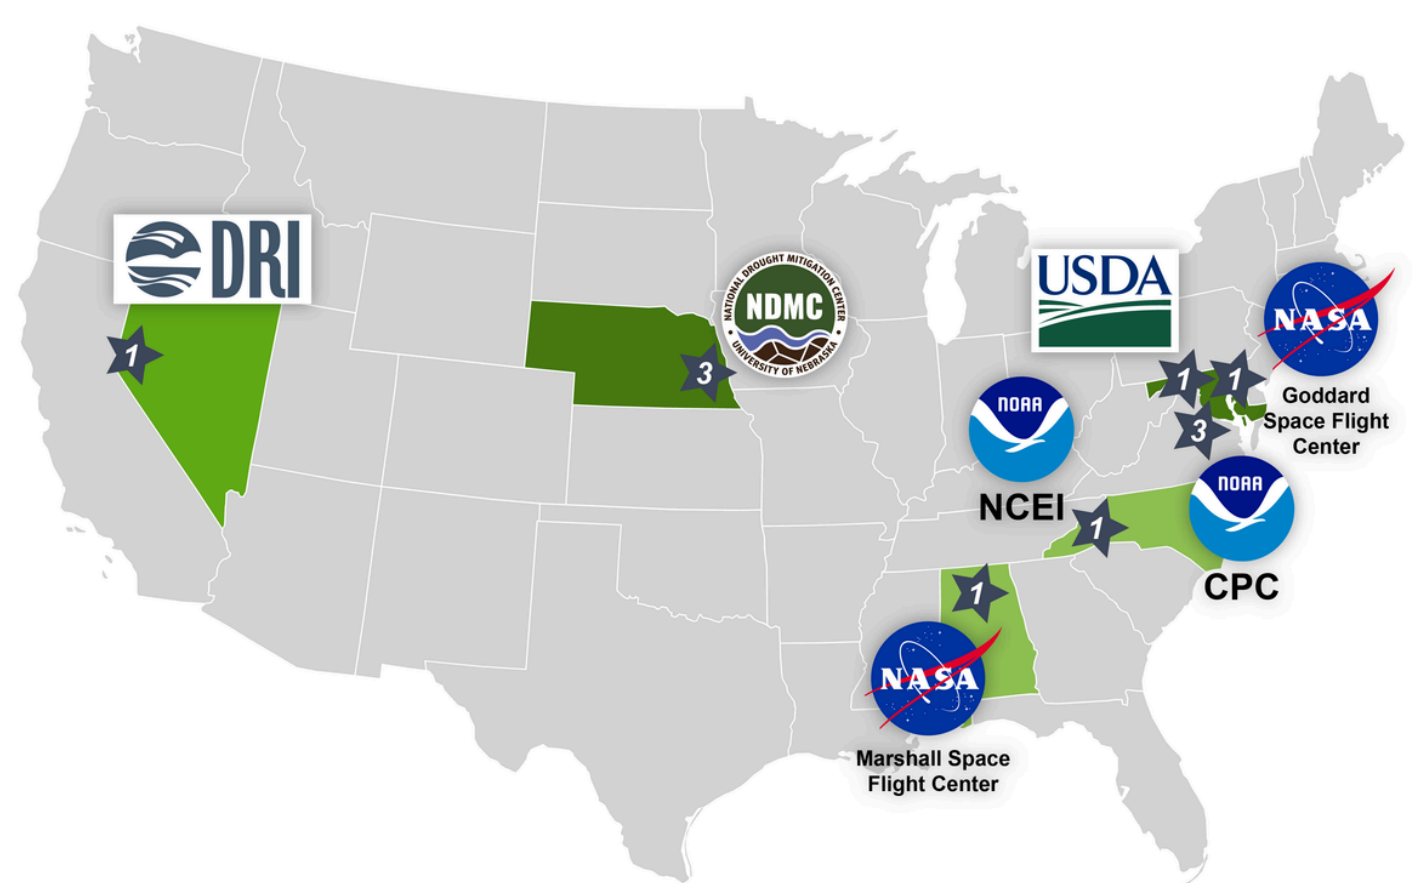 DRI
1
NATIONAL DROUGHT MITIGATION CENTER
NDMC
UNIVERSITY OF NEBRASKA
3
USDA
NASA
Goddard
Space Flight
Center
1
1
3
NOAA
NCEI
1
NOAA
CPC
1
NASA
Marshall Space
Flight Center